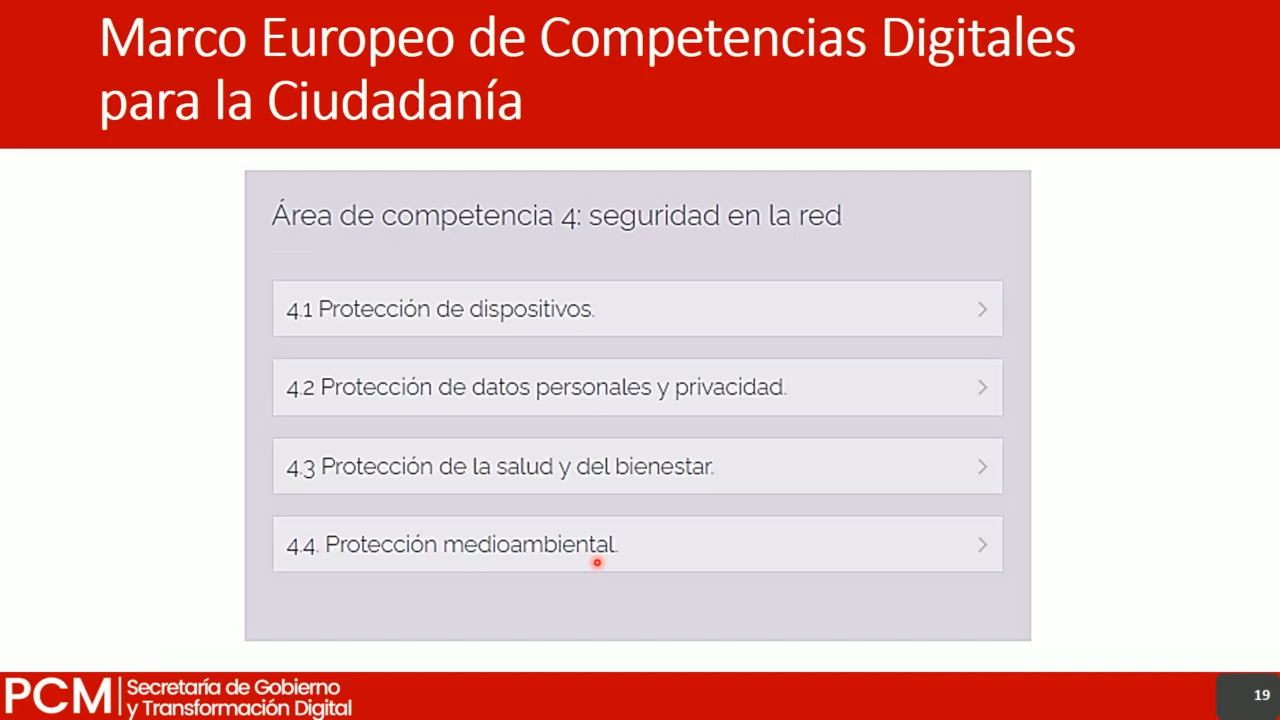 Marco Europeo de Competencias Digitales
para la Ciudadanía
Área de competencia 4: seguridad en la red
4.1 Protección de dispositivos.
4.2 Protección de datos personales y privacidad.
4.3 Protección de la salud y del bienestar.
4.4. Protección medioambiental.
PCM
Secretaría de Gobierno
y Transformación Digital
19